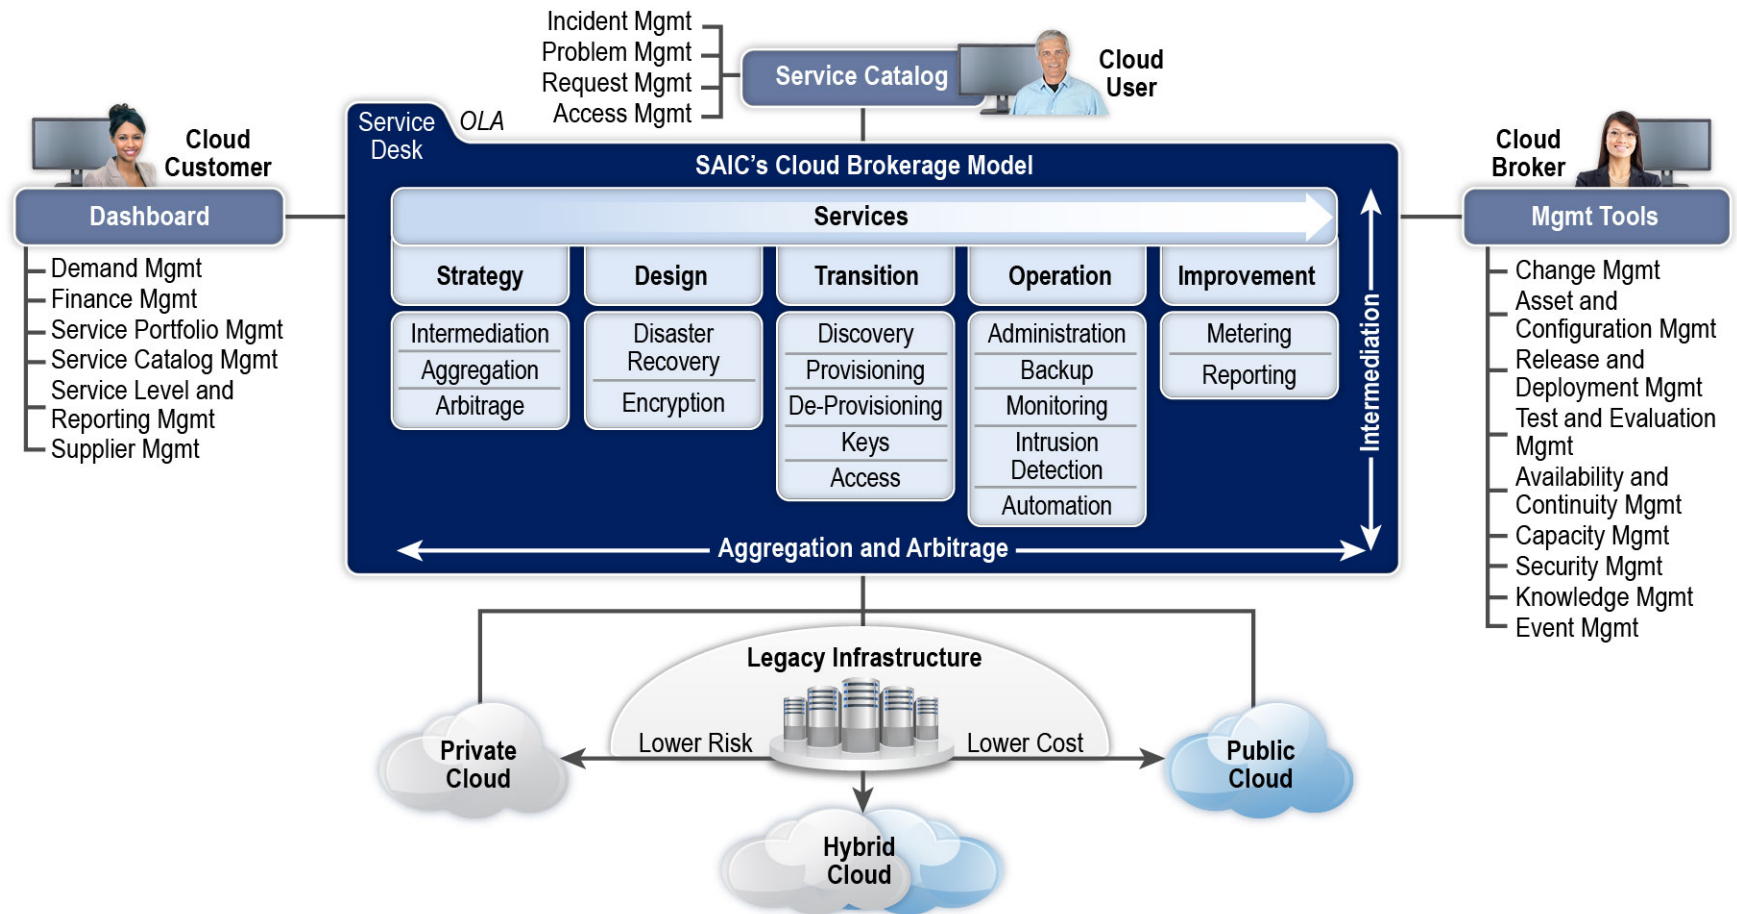 Incident Mgmt
Problem Mgmt
Request Mgmt
Access Mgmt
Service Catalog
Cloud
User
Cloud
Customer
Dashboard
Demand Mgmt
Finance Mgmt
Service Portfolio Mgmt
Service Catalog Mgmt
Service Level and
Reporting Mgmt
Supplier Mgmt
Service
Desk
OLA
SAIC's Cloud Brokerage Model
Services
Strategy
Intermediation
Aggregation
Arbitrage
Design
Disaster
Recovery
Encryption
Transition
Discovery
Provisioning
De-Provisioning
Keys
Access
Operation
Administration
Backup
Monitoring
Intrusion
Detection
Automation
Improvement
Metering
Reporting
Intermediation
Aggregation and Arbitrage
Cloud
Broker
Mgmt Tools
Change Mgmt
Asset and
Configuration Mgmt
Release and
Deployment Mgmt
Test and Evaluation
Mgmt
Availability and
Continuity Mgmt
Capacity Mgmt
Security Mgmt
Knowledge Mgmt
Event Mgmt
Legacy Infrastructure
Lower Risk
Lower Cost
Private
Cloud
Public
Cloud
Hybrid
Cloud